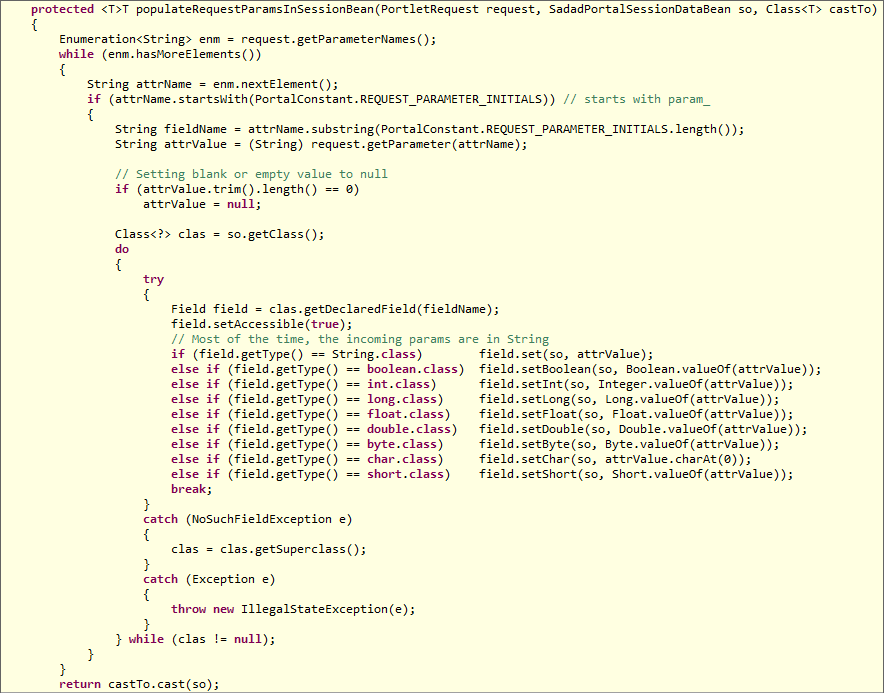 protected <T>T populateRequestParamsInSessionBean(PortletRequest request, SadadPortalSessionDataBean so, Class<T> castTo)
{
    Enumeration<String> enm = request.getParameterNames();
    while (enm.hasMoreElements())
    {
        String attrName = enm.nextElement();
        if (attrName.startsWith(PortalConstant.REQUEST_PARAMETER_INITIALS)) // starts with param_
        {
            String fieldName = attrName.substring(PortalConstant.REQUEST_PARAMETER_INITIALS.length());
            String attrValue = (String) request.getParameter(attrName);

            // Setting blank or empty value to null
            if (attrValue.trim().length() == 0)
                attrValue = null;

            Class<?> clas = so.getClass();
            do
            {
                try
                {
                    Field field = clas.getDeclaredField(fieldName);
                    field.setAccessible(true);
                    // Most of the time, the incoming params are in String
                    if (field.getType() == String.class)        field.set(so, attrValue);
                    else if (field.getType() == boolean.class)  field.setBoolean(so, Boolean.valueOf(attrValue));
                    else if (field.getType() == int.class)      field.setInt(so, Integer.valueOf(attrValue));
                    else if (field.getType() == long.class)     field.setLong(so, Long.valueOf(attrValue));
                    else if (field.getType() == float.class)    field.setFloat(so, Float.valueOf(attrValue));
                    else if (field.getType() == double.class)   field.setDouble(so, Double.valueOf(attrValue));
                    else if (field.getType() == byte.class)     field.setByte(so, Byte.valueOf(attrValue));
                    else if (field.getType() == char.class)     field.setChar(so, attrValue.charAt(0));
                    else if (field.getType() == short.class)    field.setShort(so, Short.valueOf(attrValue));
                    break;
                }
                catch (NoSuchFieldException e)
                {
                    clas = clas.getSuperclass();
                }
                catch (Exception e)
                {
                    throw new IllegalStateException(e);
                }
            } while (clas != null);
        }
    }
    return castTo.cast(so);